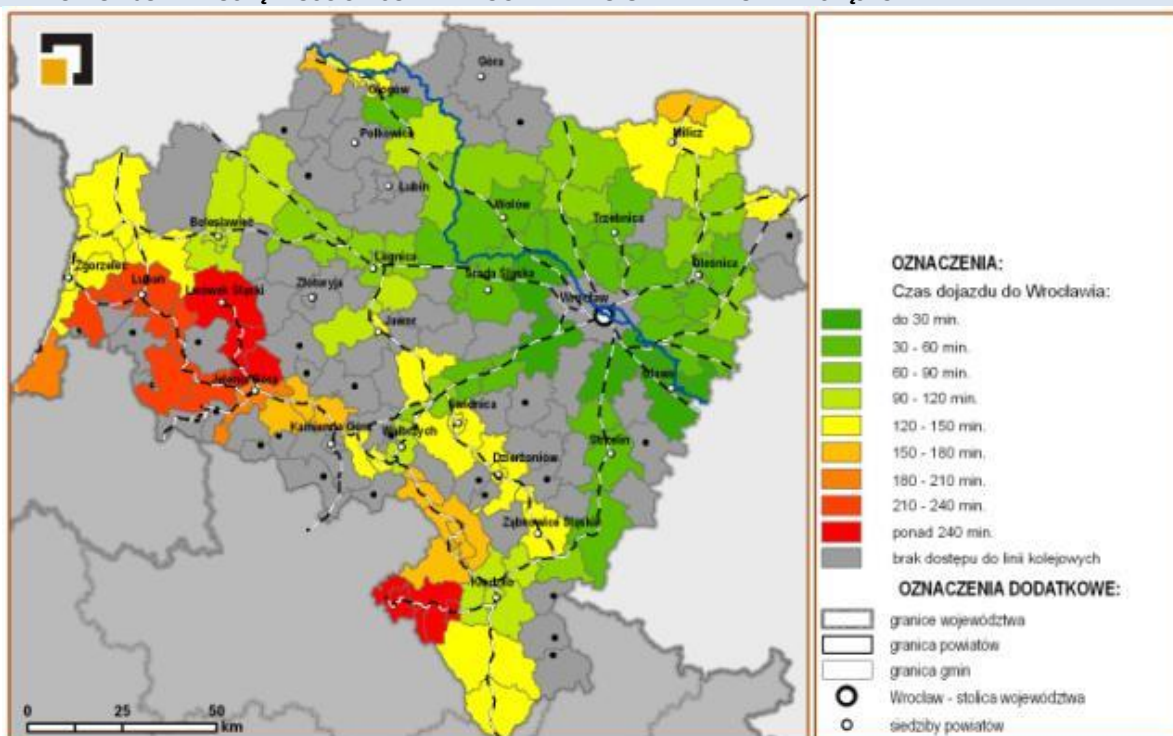 Góra
Głogów
Polkowice
Milicz
Lubin
Wołów
Trzebnica
Bolesławiec
Legnica
Oleśnica
Środa Śląska
Zgorzelec
Lubań
Lwówek Śląski
Złotoryja
Wrocław
Jawor
Oława
Jelenia Góra
Świdnica
Kamienna Góra
Wałbrzych
Strzelin
Dzierżoniów
Ząbkowice Śląskie
Kłodzko
0 25 50
km
OZNACZENIA:
Czas dojazdu do Wrocławia:
do 30 min.
30 - 60 min.
60 - 90 min.
90 - 120 min.
120 - 150 min.
150 - 180 min.
180 - 210 min.
210 - 240 min.
ponad 240 min.
brak dostępu do linii kolejowych
OZNACZENIA DODATKOWE:
granice województwa
granica powiatów
granica gmin
Wrocław - stolica województwa
siedziby powiatów